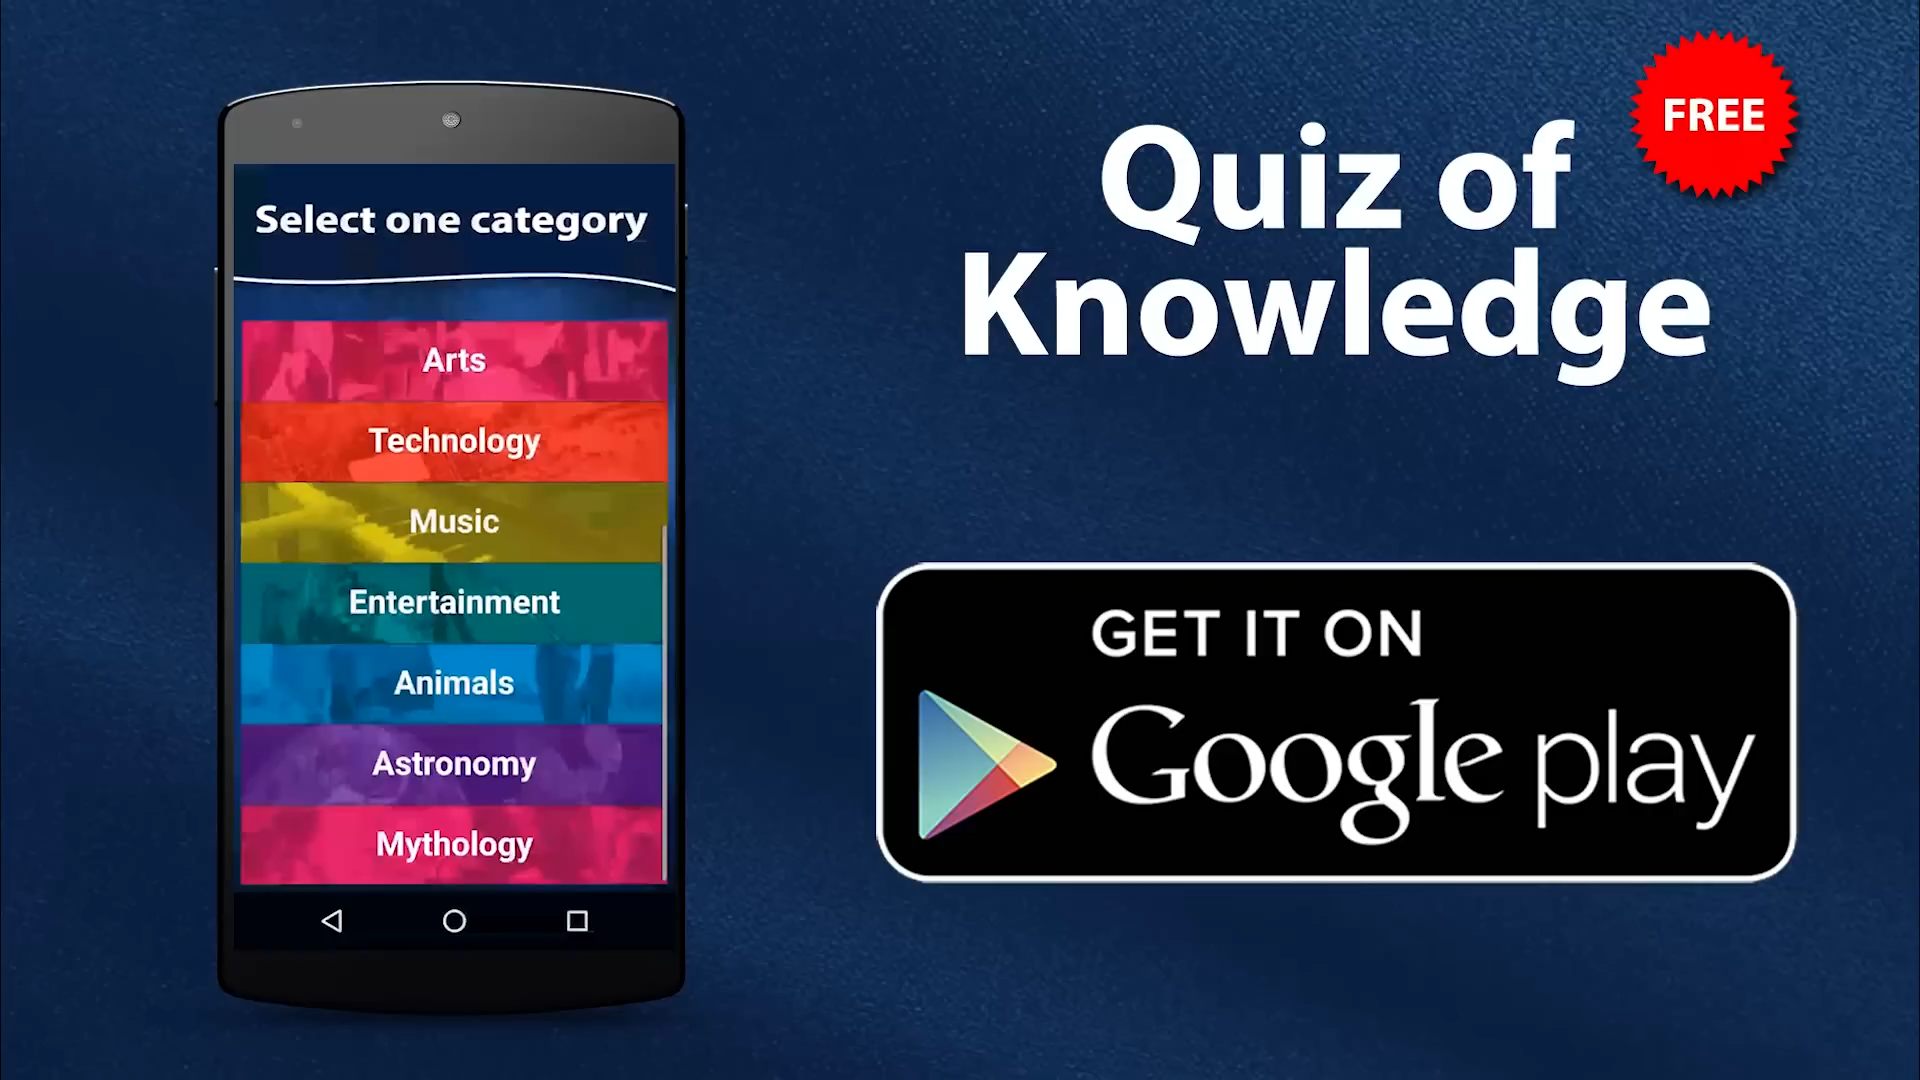 Select one category
Arts
Technology
Music
Entertainment
Animals
Astronomy
Mythology
Quiz of
Knowledge
FREE
GET IT ON
Google play